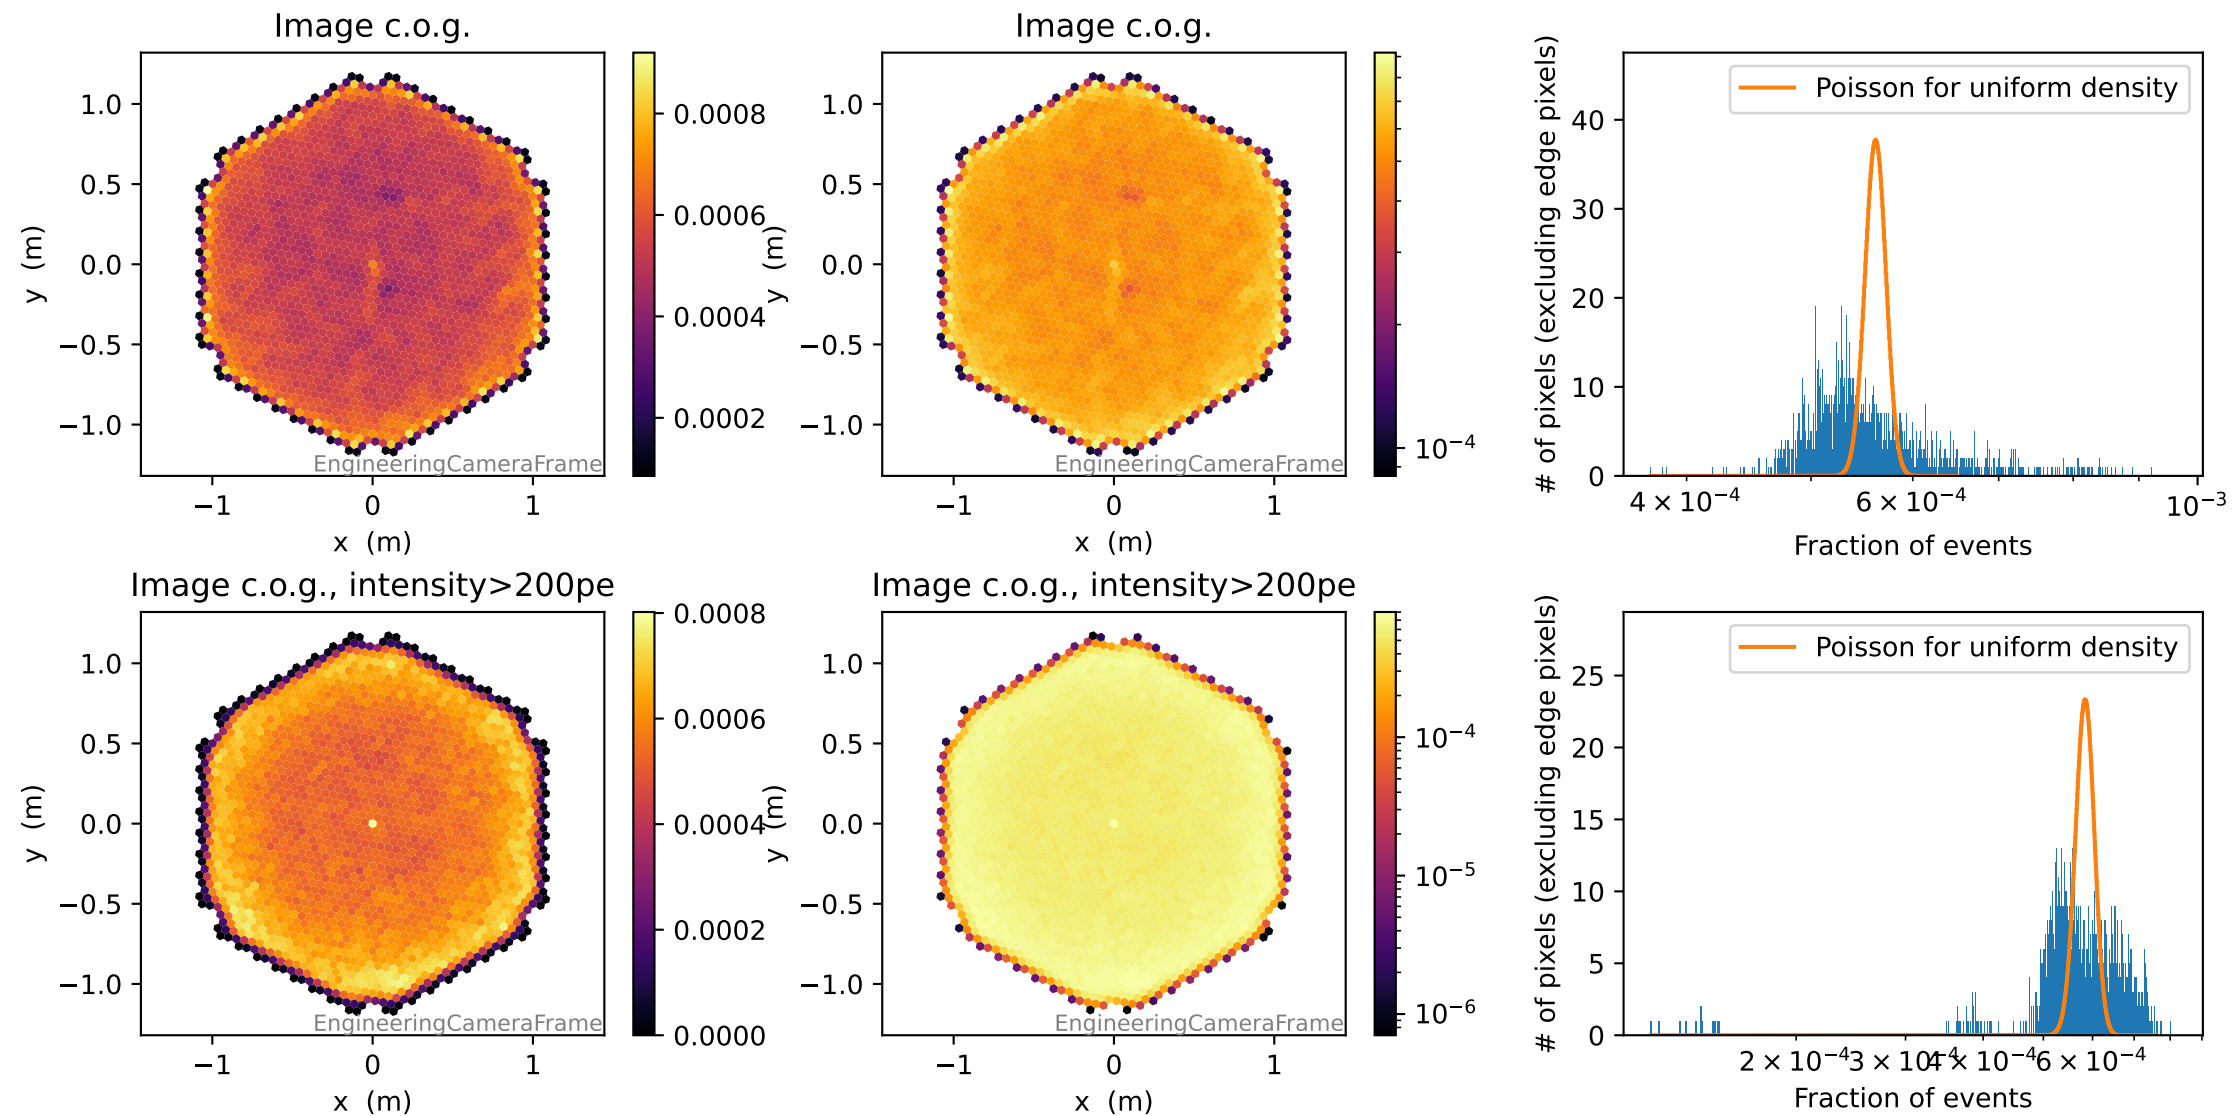 Image c.o.g.
1.0
0.5
0.0
−0.5
−1.0
y (m)
−1
0
1
x (m)
EngineeringCameraFrame
0.0008
0.0006
0.0004
0.0002
Image c.o.g.
1.0
0.5
0.0
−0.5
−1.0
y (m)
−1
0
1
x (m)
EngineeringCameraFrame
10⁻⁴
# of pixels (excluding edge pixels)
40
30
20
10
0
Poisson for uniform density
4 × 10⁻⁴
6 × 10⁻⁴
10⁻³
Fraction of events
Image c.o.g., intensity>200pe
1.0
0.5
0.0
−0.5
−1.0
y (m)
−1
0
1
x (m)
EngineeringCameraFrame
0.0008
0.0006
0.0004
0.0002
0.0000
Image c.o.g., intensity>200pe
1.0
0.5
0.0
−0.5
−1.0
y (m)
−1
0
1
x (m)
EngineeringCameraFrame
10⁻⁴
10⁻⁵
10⁻⁶
# of pixels (excluding edge pixels)
25
20
15
10
5
0
Poisson for uniform density
2 × 10⁻⁴
3 × 10⁻⁴
4 × 10⁻⁴
6 × 10⁻⁴
Fraction of events